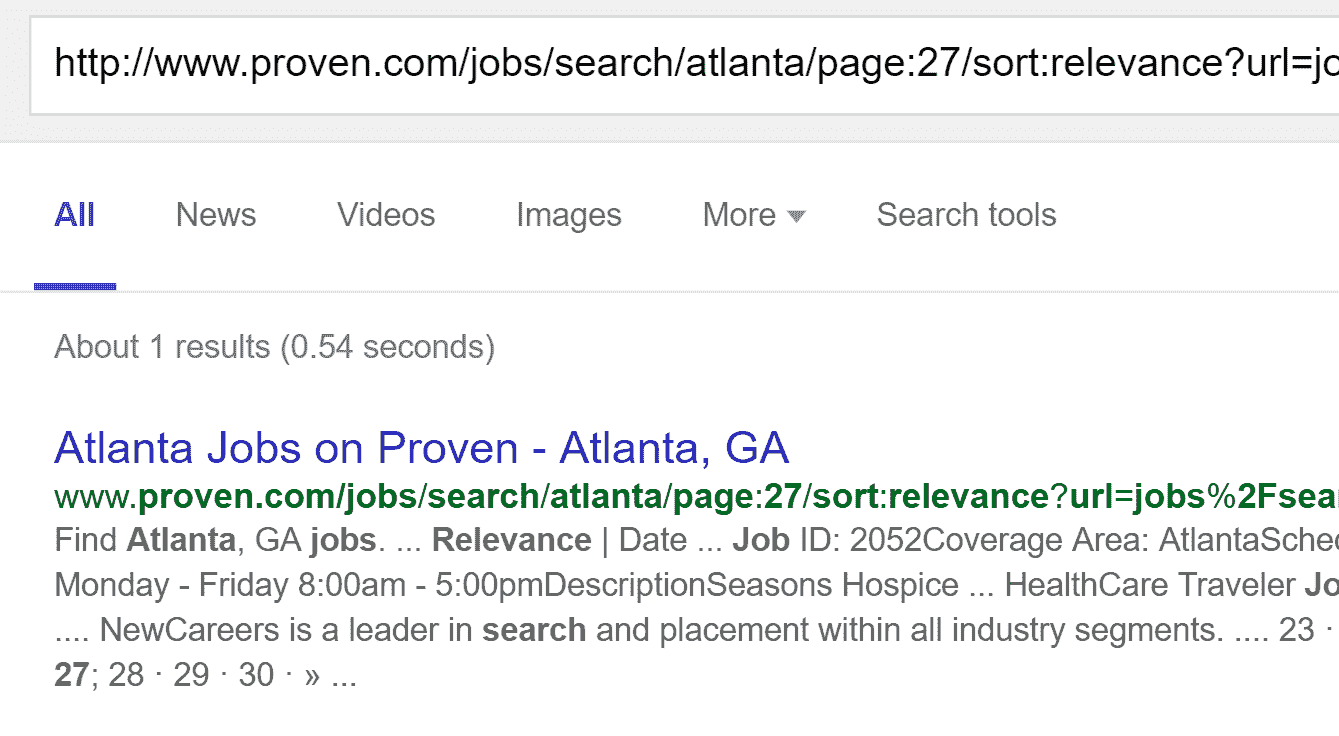 http://www.proven.com/jobs/search/atlanta/page:27/sort:relevance?url=jo
All News Videos Images More Search tools
About 1 results (0.54 seconds)
Atlanta Jobs on Proven - Atlanta, GA
www.proven.com/jobs/search/atlanta/page:27/sort:relevance?url=jobs%2Fsear
Find Atlanta, GA jobs. ... Relevance | Date ... Job ID: 2052Coverage Area: AtlantaSched
Monday - Friday 8:00am - 5:00pmDescriptionSeasons Hospice ... HealthCare Traveler Jo
.... NewCareers is a leader in search and placement within all industry segments. .... 23 ·
27; 28 · 29 · 30 · » ...